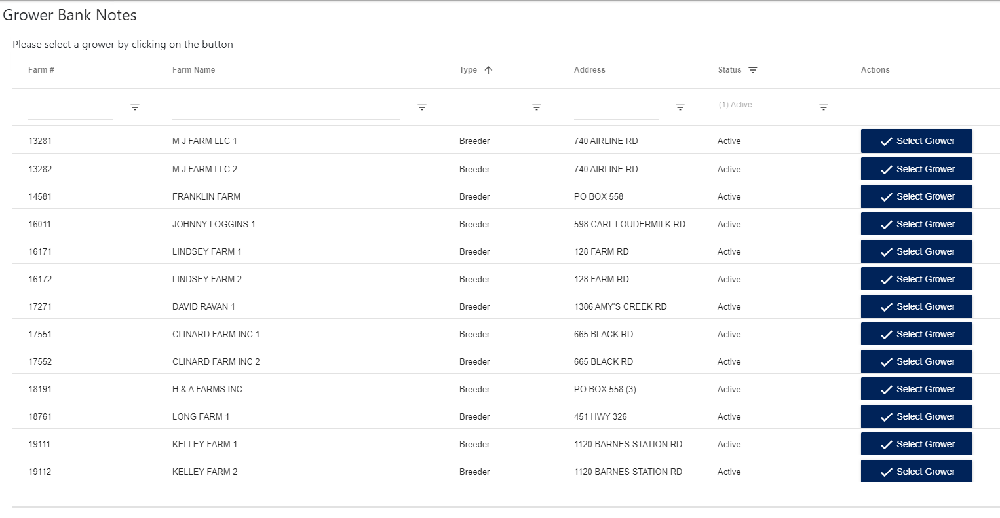 Grower Bank Notes
Please select a grower by clicking on the button-
Farm # Farm Name Type Address Status Actions
(1) Active
13281 M J FARM LLC 1 Breeder 740 AIRLINE RD Active Select Grower
13282 M J FARM LLC 2 Breeder 740 AIRLINE RD Active Select Grower
14581 FRANKLIN FARM Breeder PO BOX 558 Active Select Grower
16011 JOHNNY LOGGINS 1 Breeder 598 CARL LOUDERMILK RD Active Select Grower
16171 LINDSEY FARM 1 Breeder 128 FARM RD Active Select Grower
16172 LINDSEY FARM 2 Breeder 128 FARM RD Active Select Grower
17271 DAVID RAVAN 1 Breeder 1386 AMY'S CREEK RD Active Select Grower
17551 CLINARD FARM INC 1 Breeder 665 BLACK RD Active Select Grower
17552 CLINARD FARM INC 2 Breeder 665 BLACK RD Active Select Grower
18191 H & A FARMS INC Breeder PO BOX 558 (3) Active Select Grower
18761 LONG FARM 1 Breeder 451 HWY 326 Active Select Grower
19111 KELLEY FARM 1 Breeder 1120 BARNES STATION RD Active Select Grower
19112 KELLEY FARM 2 Breeder 1120 BARNES STATION RD Active Select Grower